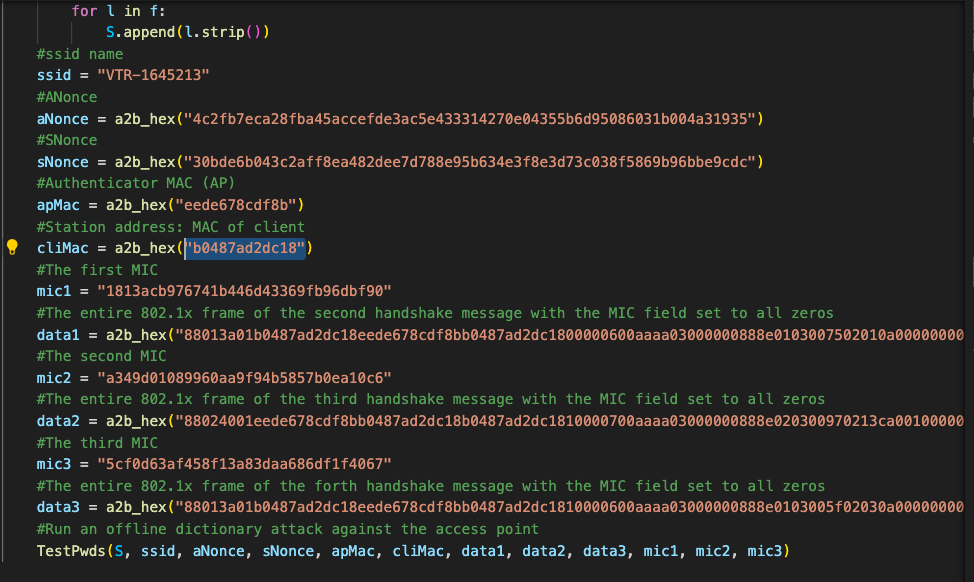 for l in f:
S.append(l.strip())
#ssid name
ssid = "VTR-1645213"
#ANonce
aNonce = a2b_hex("4c2fb7eca28fba45accefde3ac5e433314270e04355b6d95086031b004a31935")
#SNonce
sNonce = a2b_hex("30bde6b043c2aff8ea482dee7d788e95b634e3f8e3d73c038f5869b96bbe9cdc")
#Authenticator MAC (AP)
apMac = a2b_hex("eede678cdf8b")
#Station address: MAC of client
cliMac = a2b_hex("b0487ad2dc18")
#The first MIC
mic1 = "1813acb976741b446d43369fb96dbf90"
#The entire 802.1x frame of the second handshake message with the MIC field set to all zeros
data1 = a2b_hex("88013a01b0487ad2dc18eede678cdf8bb0487ad2dc1800000600aaaa03000000888e0103007502010a00000000
#The second MIC
mic2 = "a349d01089960aa9f94b5857b0ea10c6"
#The entire 802.1x frame of the third handshake message with the MIC field set to all zeros
data2 = a2b_hex("88024001eede678cdf8bb0487ad2dc18b0487ad2dc1810000700aaaa03000000888e020300970213ca00100000
#The third MIC
mic3 = "5cf0d63af458f13a83daa686df1f4067"
#The entire 802.1x frame of the forth handshake message with the MIC field set to all zeros
data3 = a2b_hex("88013a01b0487ad2dc18eede678cdf8bb0487ad2dc1810000600aaaa03000000888e0103005f02030a00000000
#Run an offline dictionary attack against the access point
TestPwds(S, ssid, aNonce, sNonce, apMac, cliMac, data1, data2, data3, mic1, mic2, mic3)